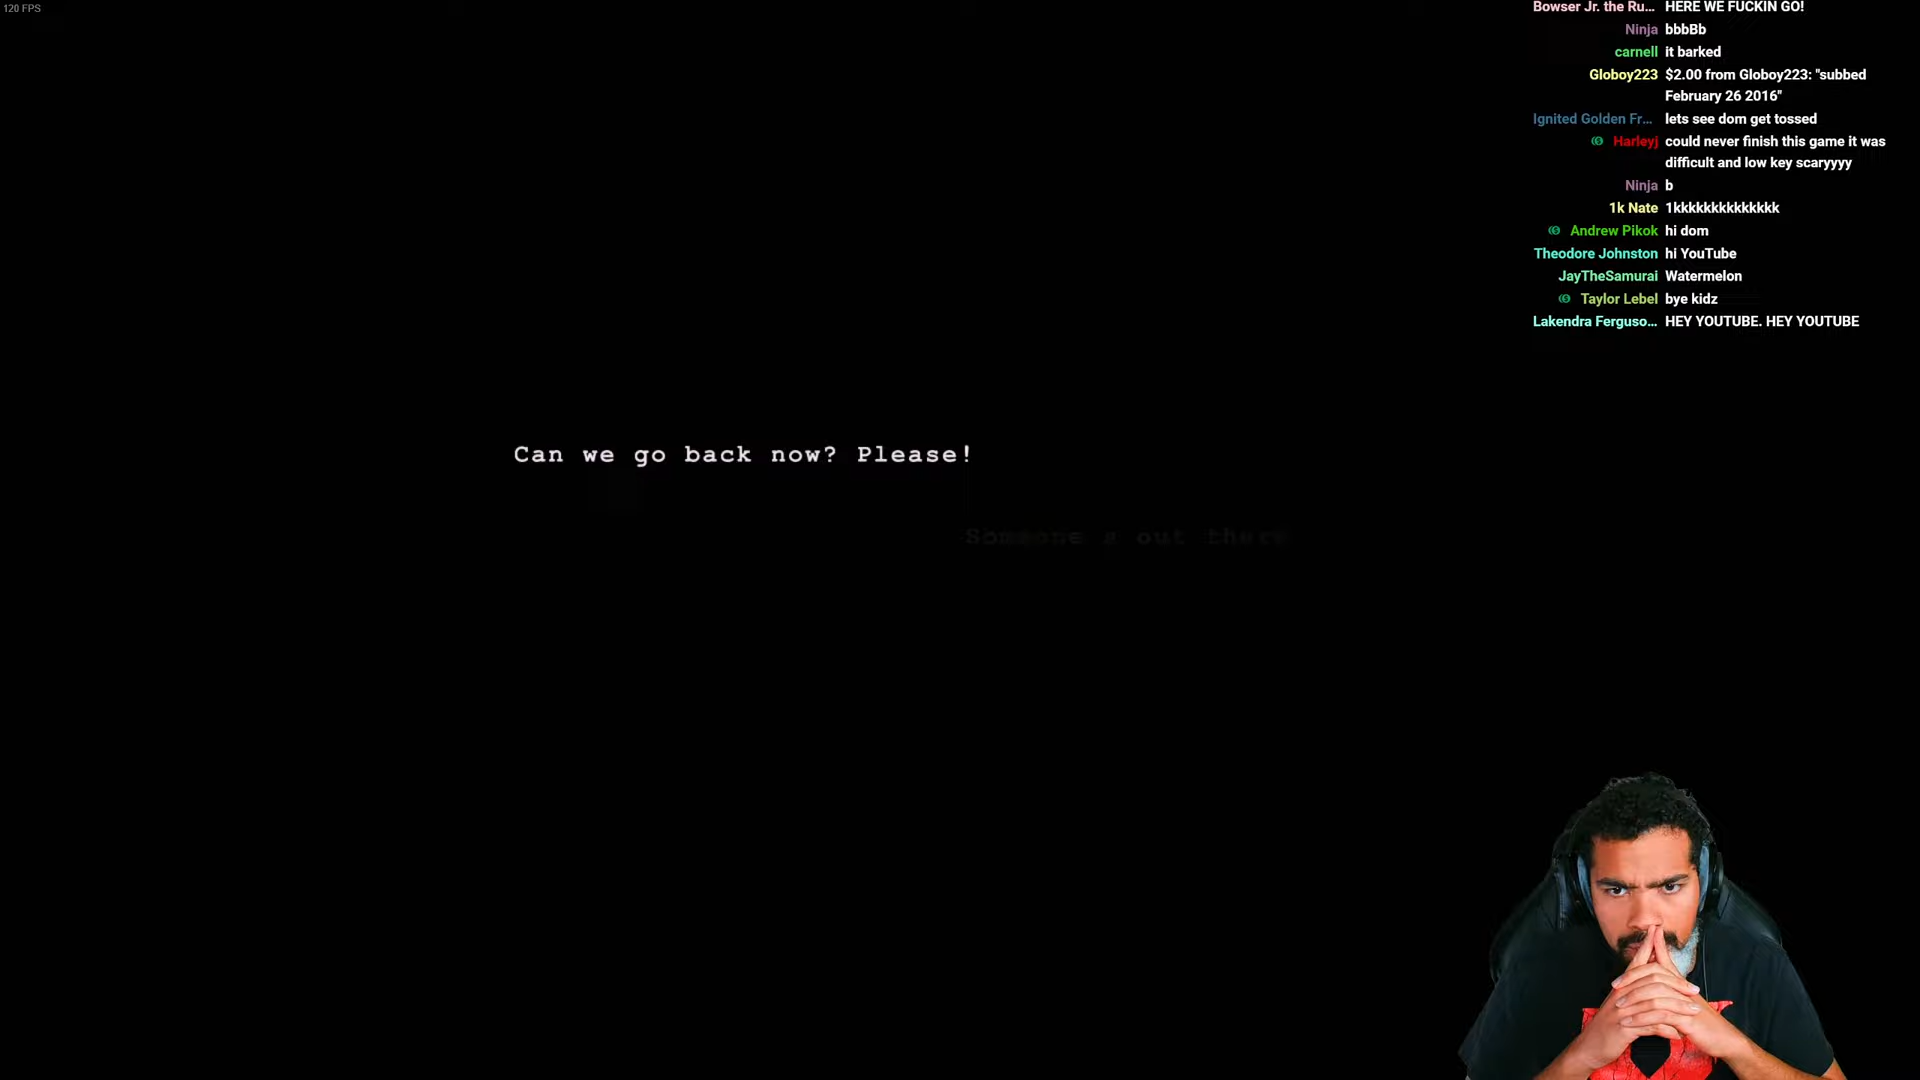 120 FPS
Bowser Jr. the Ru... HERE WE FUCKIN GO!
Ninja bbbBb
carnell it barked
Globoy223 $2.00 from Globoy223: "subbed
February 26 2016"
Ignited Golden Fr... lets see dom get tossed
Harleyj could never finish this game it was
difficult and low key scaryyyy
Ninja b
1k Nate 1kkkkkkkkkkkkk
Andrew Pikok hi dom
Theodore Johnston hi YouTube
JayTheSamurai Watermelon
Taylor Lebel bye kidz
Lakendra Ferguso... HEY YOUTUBE. HEY YOUTUBE
Can we go back now? Please!
Someone s out there